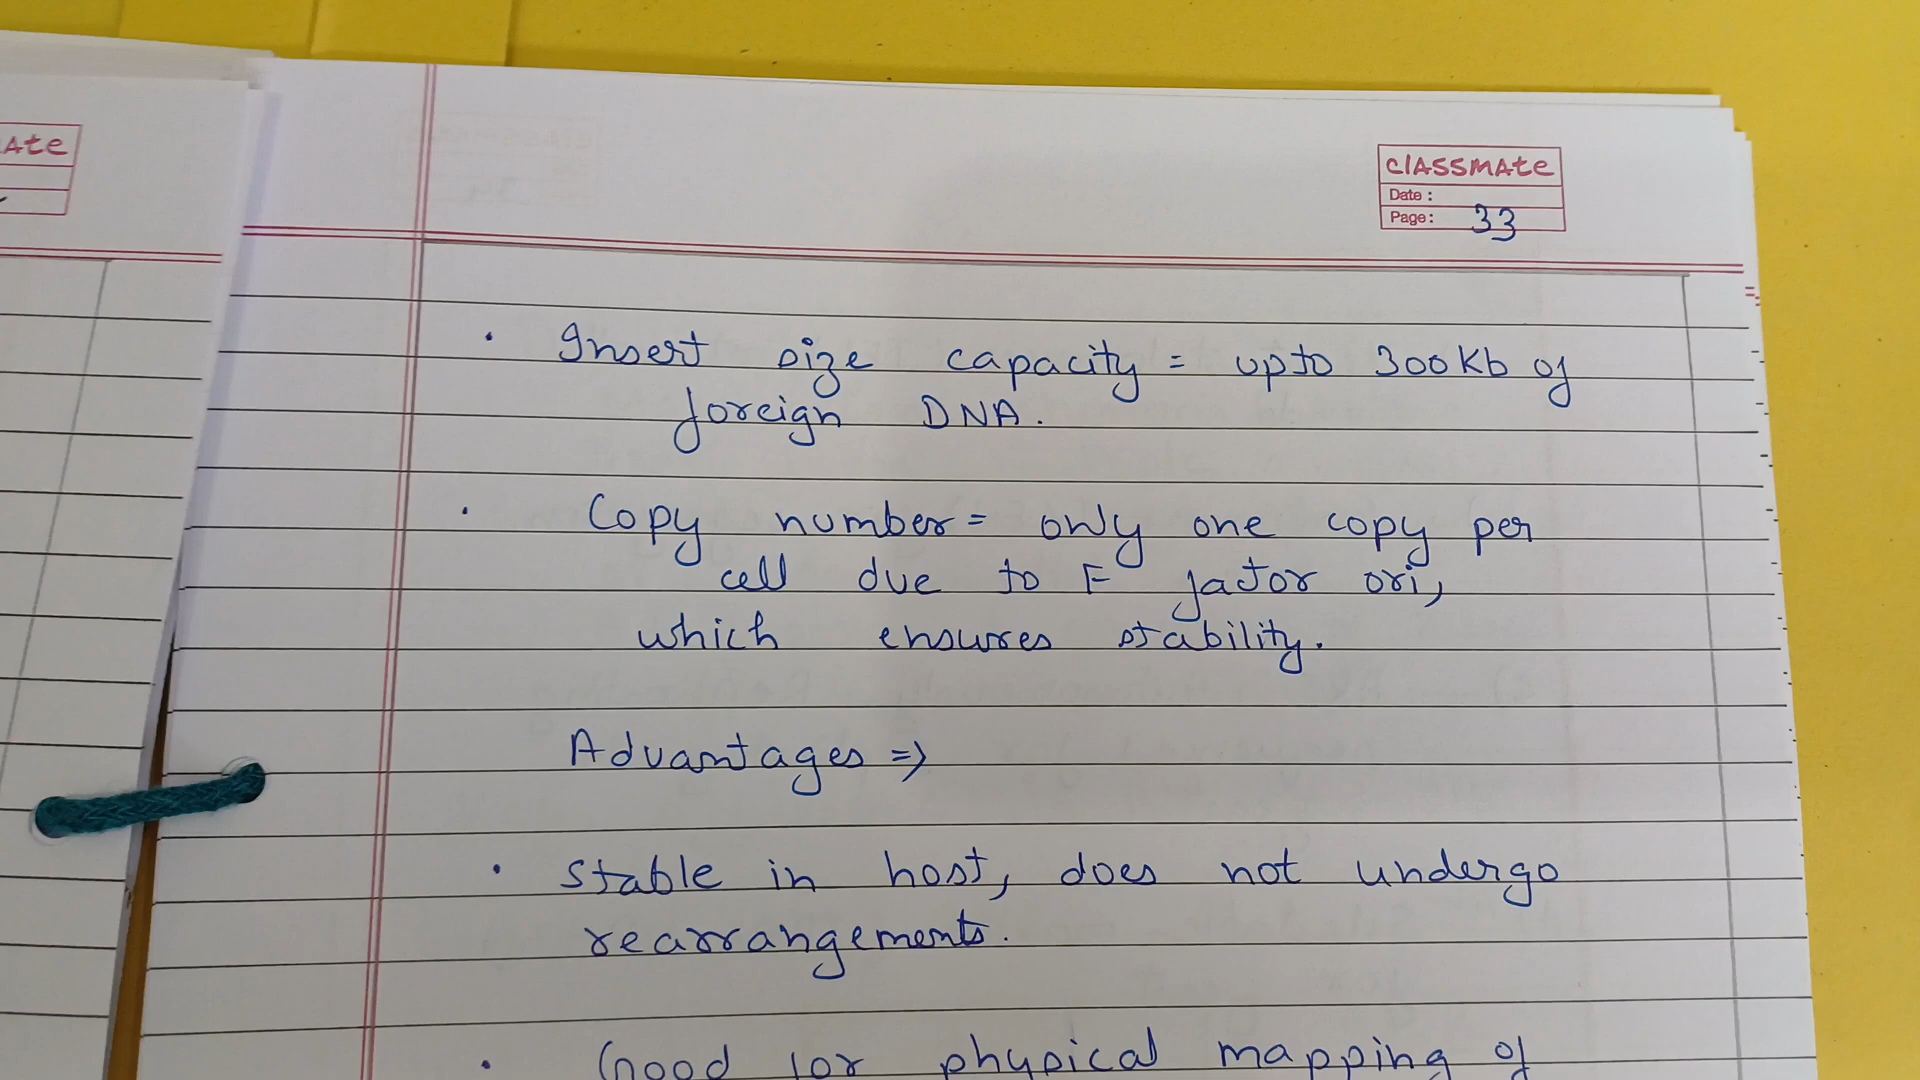 Ate
classmate
Date :
Page: 33
• Insert size capacity = upto 300Kb of
foreign DNA.
• Copy number = only one copy per
cell due to F factor ori,
which ensures stability.
Advantages =>
• Stable in host, does not undergo
rearrangements.
• Good for physical mapping of